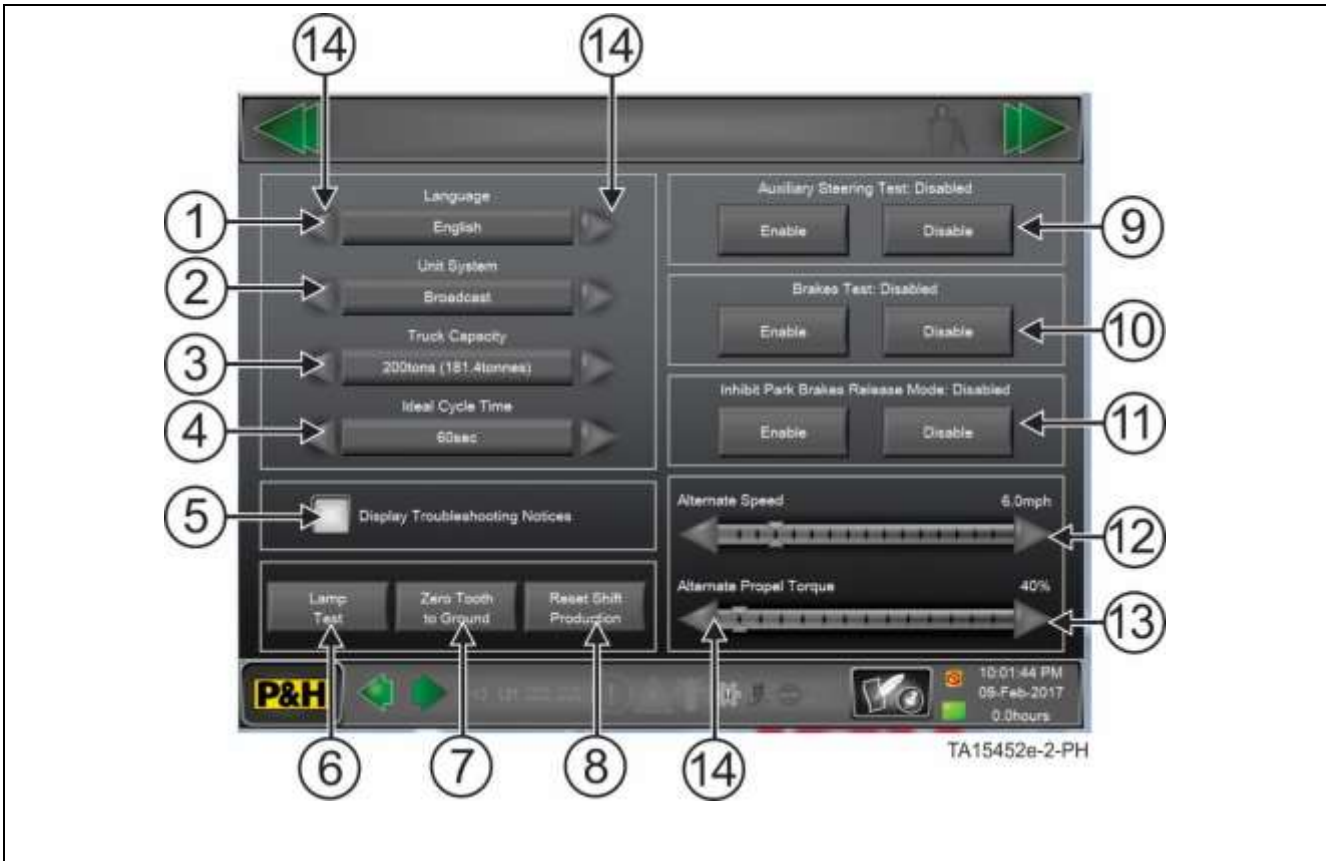 14 14
Language
1 English
Unit System
2 Broadcast
Truck Capacity
3 200tons (181.4tonnes)
Ideal Cycle Time
4 60sec
5 Display Troubleshooting Notices
Lamp Test
Zero Tooth to Ground
Reset Shift Production
6 7 8
Auxiliary Steering Test: Disabled
Enable Disable 9
Brakes Test: Disabled
Enable Disable 10
Inhibit Park Brakes Release Mode: Disabled
Enable Disable 11
Alternate Speed 6.0mph
12
Alternate Propel Torque 40%
14 13
P&H
10:01:44 PM
09-Feb-2017
0.0hours
TA15452e-2-PH